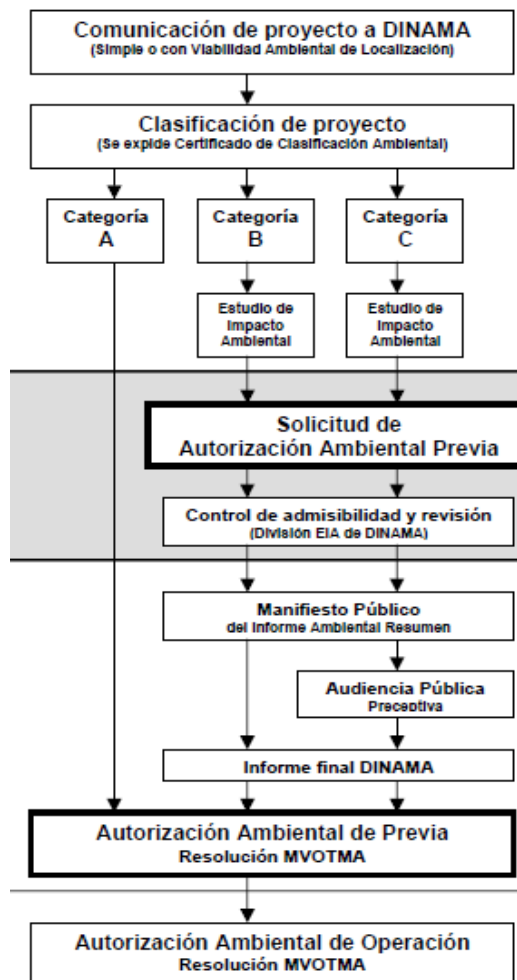 Comunicación de proyecto a DINAMA
(Simple o con Viabilidad Ambiental de Localización)
Clasificación de proyecto
(Se expide Certificado de Clasificación Ambiental)
Categoría
A
Categoría
B
Categoría
C
Estudio de
Impacto
Ambiental
Estudio de
Impacto
Ambiental
Solicitud de
Autorización Ambiental Previa
Control de admisibilidad y revisión
(División EIA de DINAMA)
Manifiesto Público
del Informe Ambiental Resumen
Audiencia Pública
Preceptiva
Informe final DINAMA
Autorización Ambiental de Previa
Resolución MVOTMA
Autorización Ambiental de Operación
Resolución MVOTMA